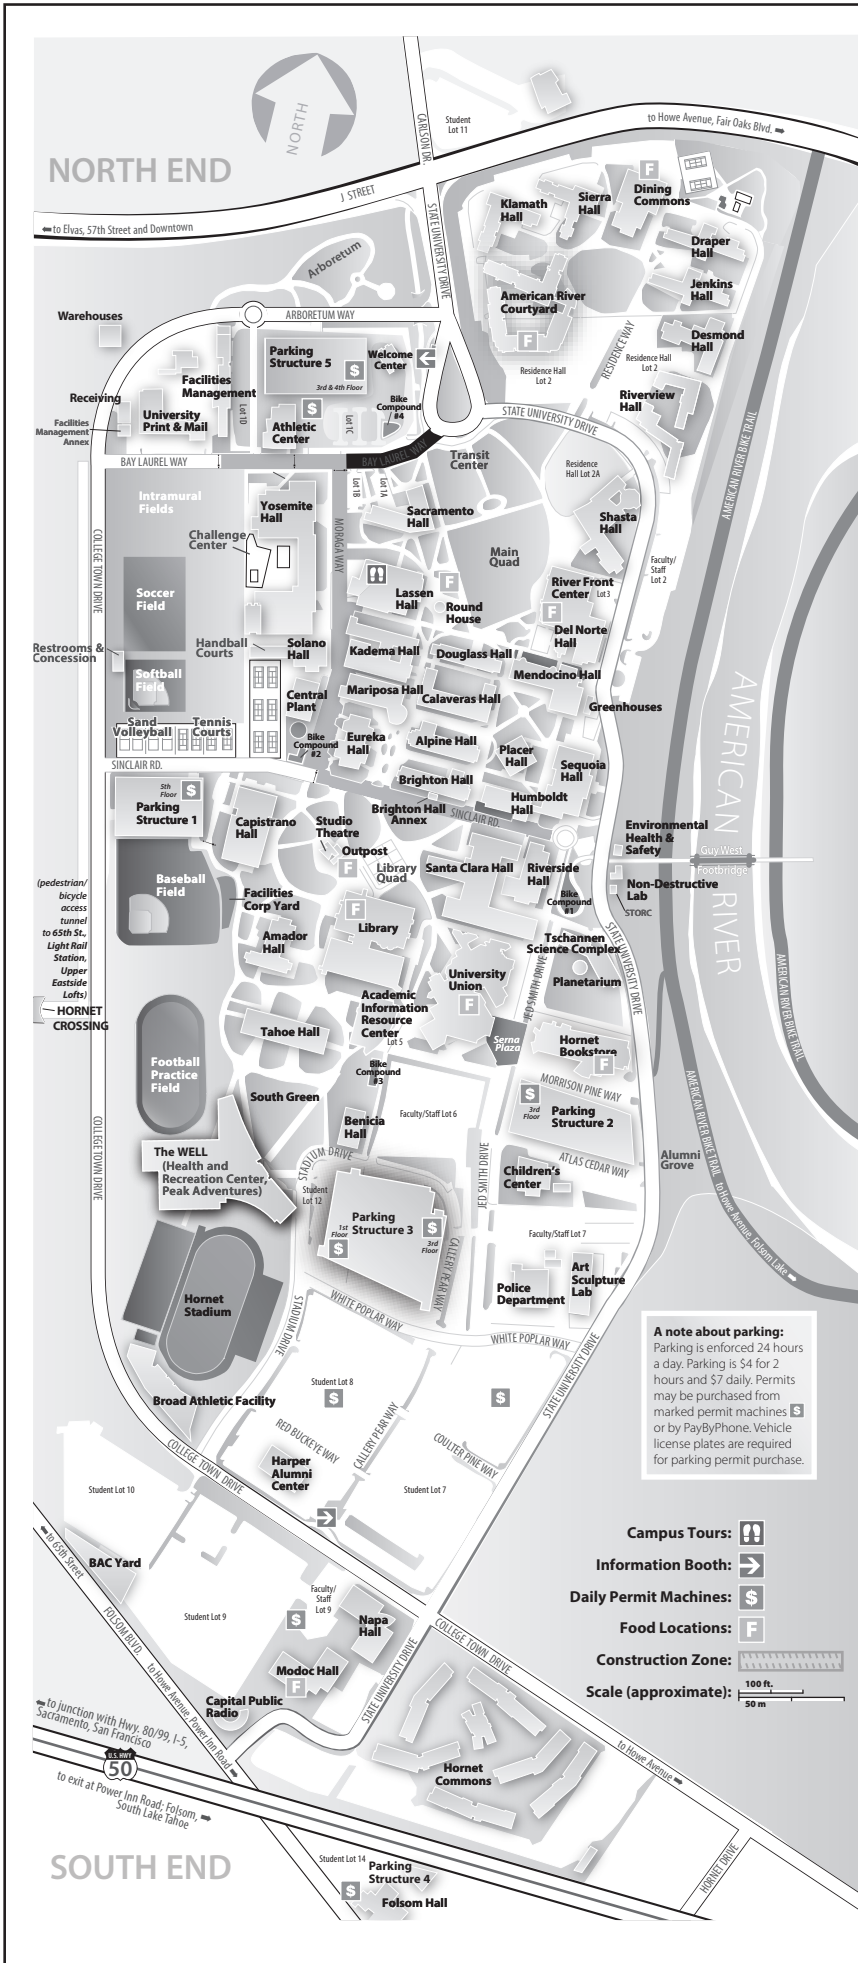 NORTH
NORTH END
CARLSON DR.
Student
Lot 11
to Howe Avenue, Fair Oaks Blvd.
J STREET
to Elvas, 57th Street and Downtown
STATE UNIVERSITY DRIVE
Klamath
Hall
Sierra
Hall
F
Dining
Commons
Draper
Hall
Jenkins
Hall
American River
Courtyard
F
Desmond
Hall
Residence Hall
Lot 2
RESIDENCE WAY
Residence Hall
Lot 2
Riverview
Hall
Arboretum
Warehouses
ARBORETUM WAY
Parking
Structure 5
$
3rd & 4th Floor
Welcome
Center
Facilities
Management
Receiving
University
Print & Mail
Facilities
Management
Annex
Lot 1D
$
Athletic
Center
Lot 1C
Bike
Compound
#4
STATE UNIVERSITY DRIVE
AMERICAN RIVER BIKE TRAIL
BAY LAUREL WAY
BAY LAUREL WAY
Transit
Center
Residence
Hall Lot 2A
Intramural
Fields
Yosemite
Hall
Lot 1B
Lot 1A
Sacramento
Hall
Shasta
Hall
Challenge
Center
MORAGA WAY
COLLEGE TOWN DRIVE
Main
Quad
Faculty/
Staff
Lot 2
Soccer
Field
Lassen
Hall
F
Round
House
River Front
Center
Lot 3
F
Del Norte
Hall
Restrooms &
Concession
Handball
Courts
Solano
Hall
Kadema Hall
Douglass Hall
Softball
Field
Mendocino Hall
Central
Plant
Mariposa Hall
Calaveras Hall
Greenhouses
AMERICAN RIVER
Sand
Volleyball
Tennis
Courts
Bike
Compound
#2
Eureka
Hall
Alpine Hall
Placer
Hall
Sequoia
Hall
SINCLAIR RD.
Brighton Hall
5th
Floor
$
Parking
Structure 1
Humboldt
Hall
Brighton Hall
Annex
SINCLAIR RD.
Capistrano
Hall
Studio
Theatre
Outpost
F
Library
Quad
Santa Clara Hall
Riverside
Hall
Environmental
Health &
Safety
Guy West
Footbridge
Non-Destructive
Lab
STORC
Bike
Compound
#1
(pedestrian/
bicycle
access
tunnel
to 65th St.,
Light Rail
Station,
Upper
Eastside
Lofts)
HORNET
CROSSING
Baseball
Field
Facilities
Corp Yard
F
Library
Amador
Hall
STATE UNIVERSITY DRIVE
Tschannen
Science Complex
Planetarium
University
Union
F
JED SMITH DRIVE
AMERICAN RIVER BIKE TRAIL
Academic
Information
Resource
Center
Lot 5
Tahoe Hall
Serna
Plaza
Hornet
Bookstore
F
Football
Practice
Field
Bike
Compound
#3
South Green
MORRISON PINE WAY
$
3rd
Floor
Parking
Structure 2
Faculty/Staff Lot 6
Benicia
Hall
COLLEGE TOWN DRIVE
The WELL
(Health and
Recreation Center,
Peak Adventures)
STADIUM DRIVE
Student
Lot 12
JED SMITH DRIVE
ATLAS CEDAR WAY
Alumni
Grove
AMERICAN RIVER BIKE TRAIL
to Howe Avenue, Folsom Lake
Children's
Center
1st
Floor
$
Parking
Structure 3
$
3rd
Floor
CALLERY PEAR WAY
Faculty/Staff Lot 7
Hornet
Stadium
Police
Department
Art
Sculpture
Lab
STADIUM DRIVE
WHITE POPLAR WAY
WHITE POPLAR WAY
STATE UNIVERSITY DRIVE
A note about parking:
Parking is enforced 24 hours
a day. Parking is $4 for 2
hours and $7 daily. Permits
may be purchased from
marked permit machines $
or by PayByPhone. Vehicle
license plates are required
for parking permit purchase.
Student Lot 8
$
$
Broad Athletic Facility
RED BUCKEYE WAY
CALLERY PEAR WAY
COULTER PINE WAY
COLLEGE TOWN DRIVE
Harper
Alumni
Center
Student Lot 7
Student Lot 10
to 65th Street
BAC Yard
Campus Tours:
Information Booth:
Daily Permit Machines: $
Food Locations: F
Construction Zone:
Scale (approximate):
100 ft.
50 m
Faculty/
Staff
Lot 9
Student Lot 9
$
Napa
Hall
FOLSOM BLVD.
to Howe Avenue, Power Inn Road
Modoc Hall
F
Capital Public
Radio
STATE UNIVERSITY DRIVE
COLLEGE TOWN DRIVE
to Howe Avenue
to junction with Hwy. 80/99, I-5,
Sacramento, San Francisco
U.S. HWY
50
to exit at Power Inn Road; Folsom,
South Lake Tahoe
Hornet
Commons
HORNET DRIVE
SOUTH END
Student Lot 14
$
Parking
Structure 4
Folsom Hall